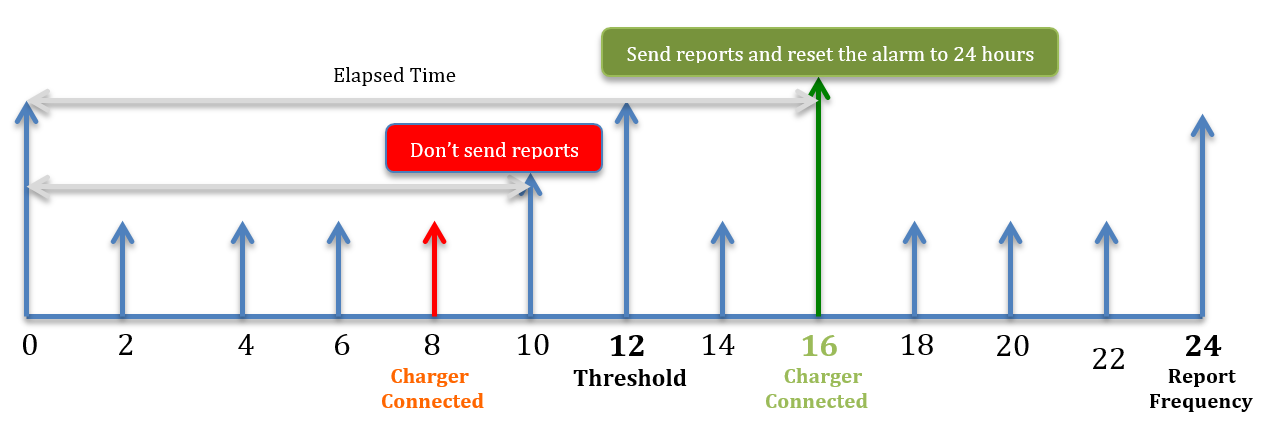 Send reports and reset the alarm to 24 hours
Elapsed Time
Don't send reports
0 2 4 6 8 10 12 14 16 18 20 22 24
Charger
Connected
Threshold
Charger
Connected
Report
Frequency